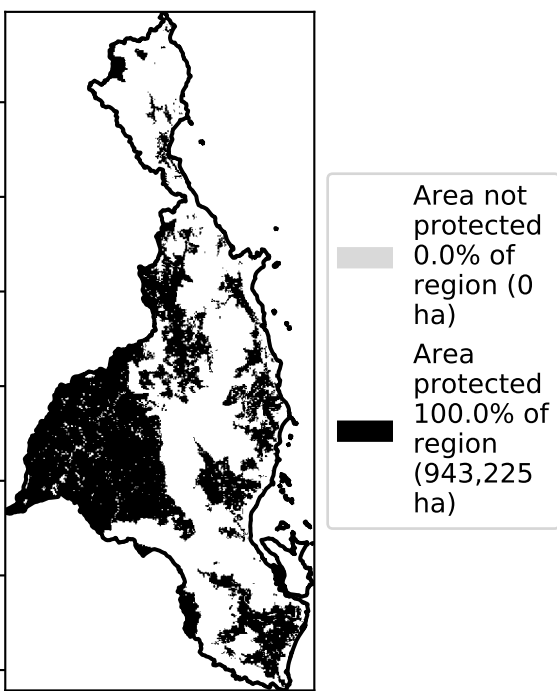 Area not
protected
0.0% of
region (0
ha)
Area
protected
100.0% of
region
(943,225
ha)